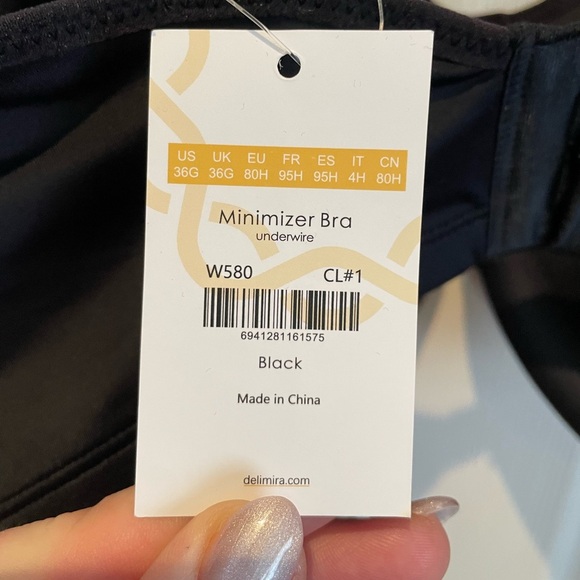 US UK EU FR ES IT CN
36G 36G 80H 95H 95H 4H 80H
Minimizer Bra
underwire
W580 CL#1
6941281161575
Black
Made in China
delimira.com